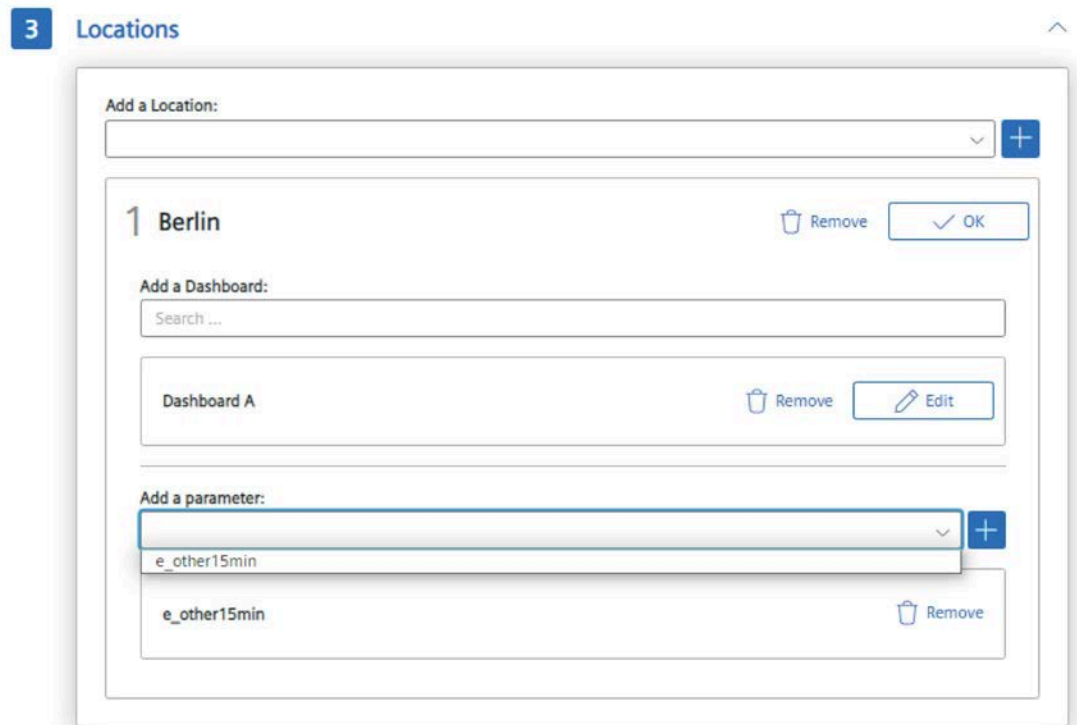 3 Locations
Add a Location:
1 Berlin Remove OK
Add a Dashboard:
Search ...
Dashboard A Remove Edit
Add a parameter:
e_other15min
e_other15min Remove